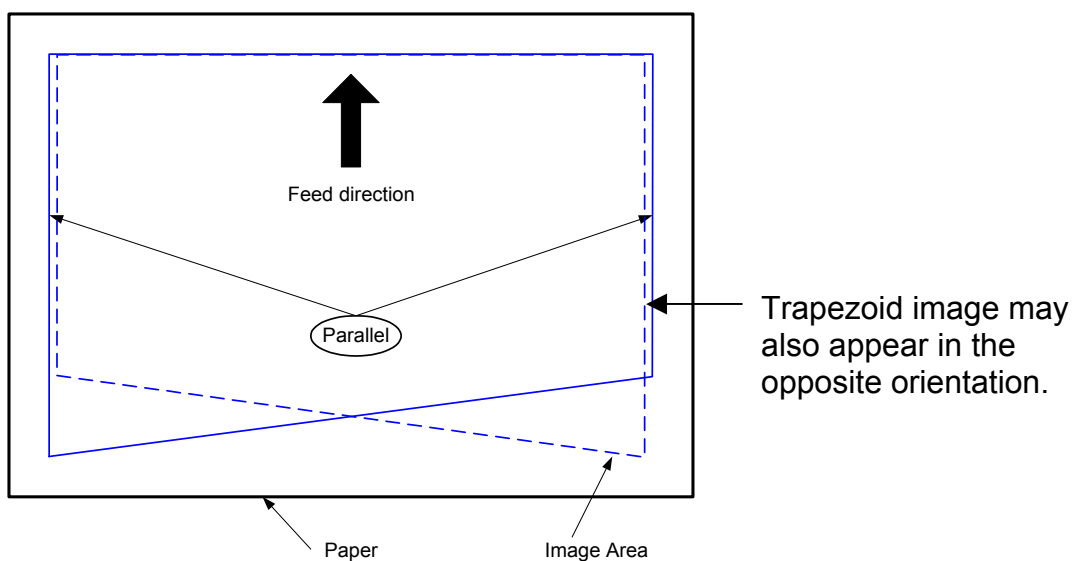 Feed direction
Parallel
Trapezoid image may
also appear in the
opposite orientation.
Paper
Image Area